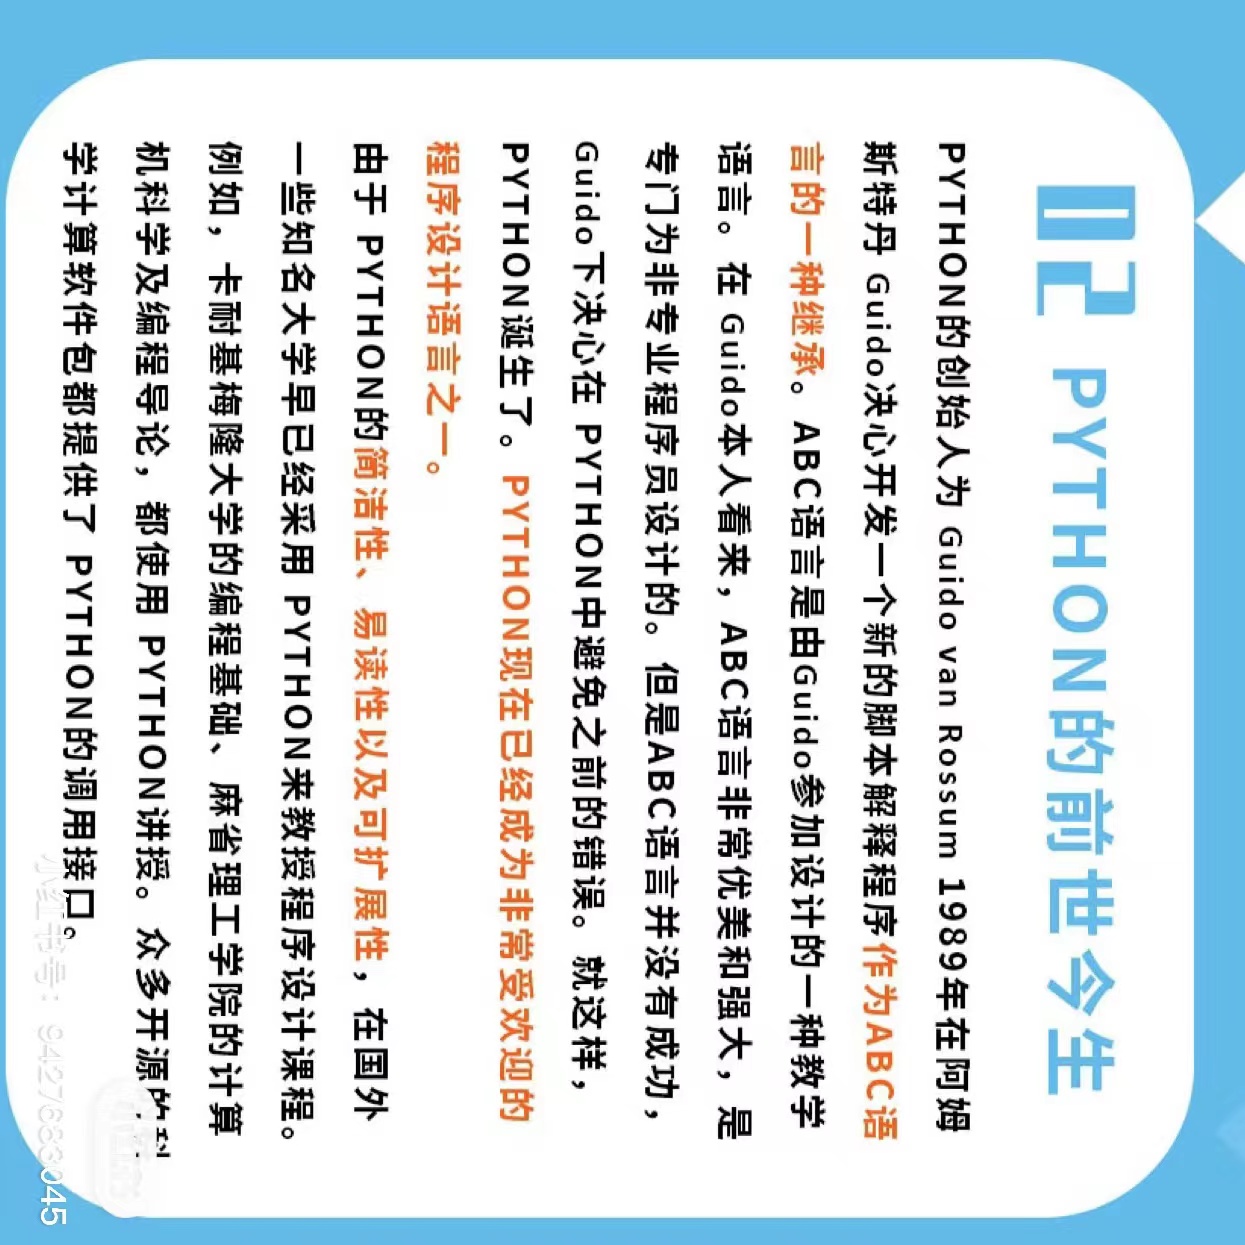 02 PYTHON的前世今生
PYTHON的创始人为 Guido van Rossum 1989年在阿姆
斯特丹 Guido决心开发一个新的脚本解释程序作为ABC语
言的一种继承。ABC语言是由Guido参加设计的一种教学
语言。在 Guido本人看来，ABC语言非常优美和强大，是
专门为非专业程序员设计的。但是ABC语言并没有成功，
Guido下决心在 PYTHON中避免之前的错误。就这样，
PYTHON诞生了。PYTHON现在已经成为非常受欢迎的
程序设计语言之一。
由于 PYTHON的简洁性、易读性以及可扩展性，在国外
一些知名大学早已经采用 PYTHON来教授程序设计课程。
例如，卡耐基梅隆大学的编程基础、麻省理工学院的计算
机科学及编程导论，都使用 PYTHON讲授。众多开源的科
学计算软件包都提供了 PYTHON的调用接口。
小红书号：9427683045